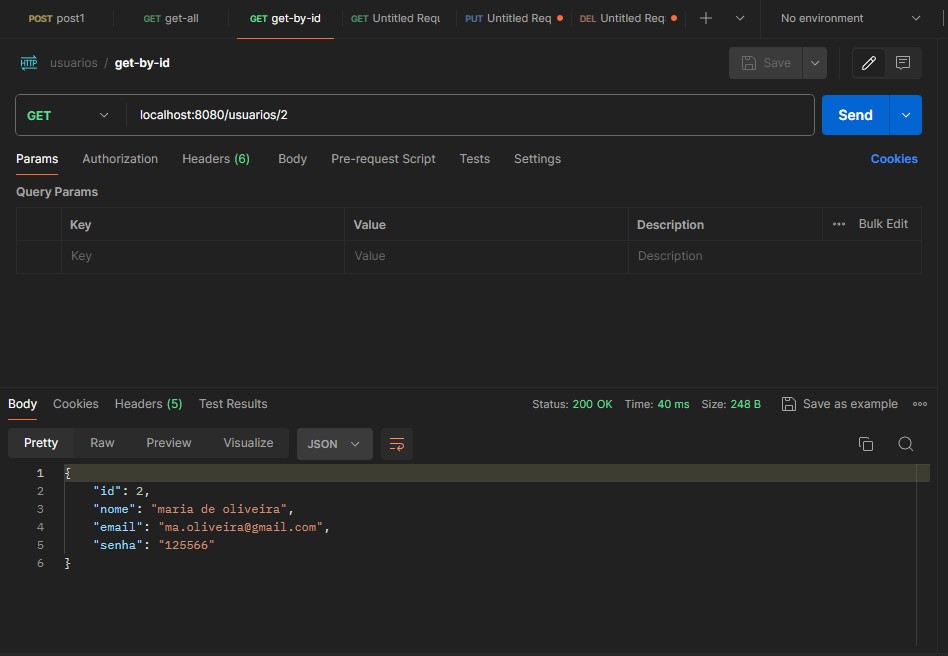 POST post1 GET get-all GET get-by-id GET Untitled Requ PUT Untitled Req DEL Untitled Req No environment
HTTP usuarios / get-by-id Save
GET localhost:8080/usuarios/2 Send
Params Authorization Headers (6) Body Pre-request Script Tests Settings Cookies
Query Params
Key Value Description Bulk Edit
Key Value Description
Body Cookies Headers (5) Test Results Status: 200 OK Time: 40 ms Size: 248 B Save as example
Pretty Raw Preview Visualize JSON
1 {
2 "id": 2,
3 "nome": "maria de oliveira",
4 "email": "ma.oliveira@gmail.com",
5 "senha": "125566"
6 }